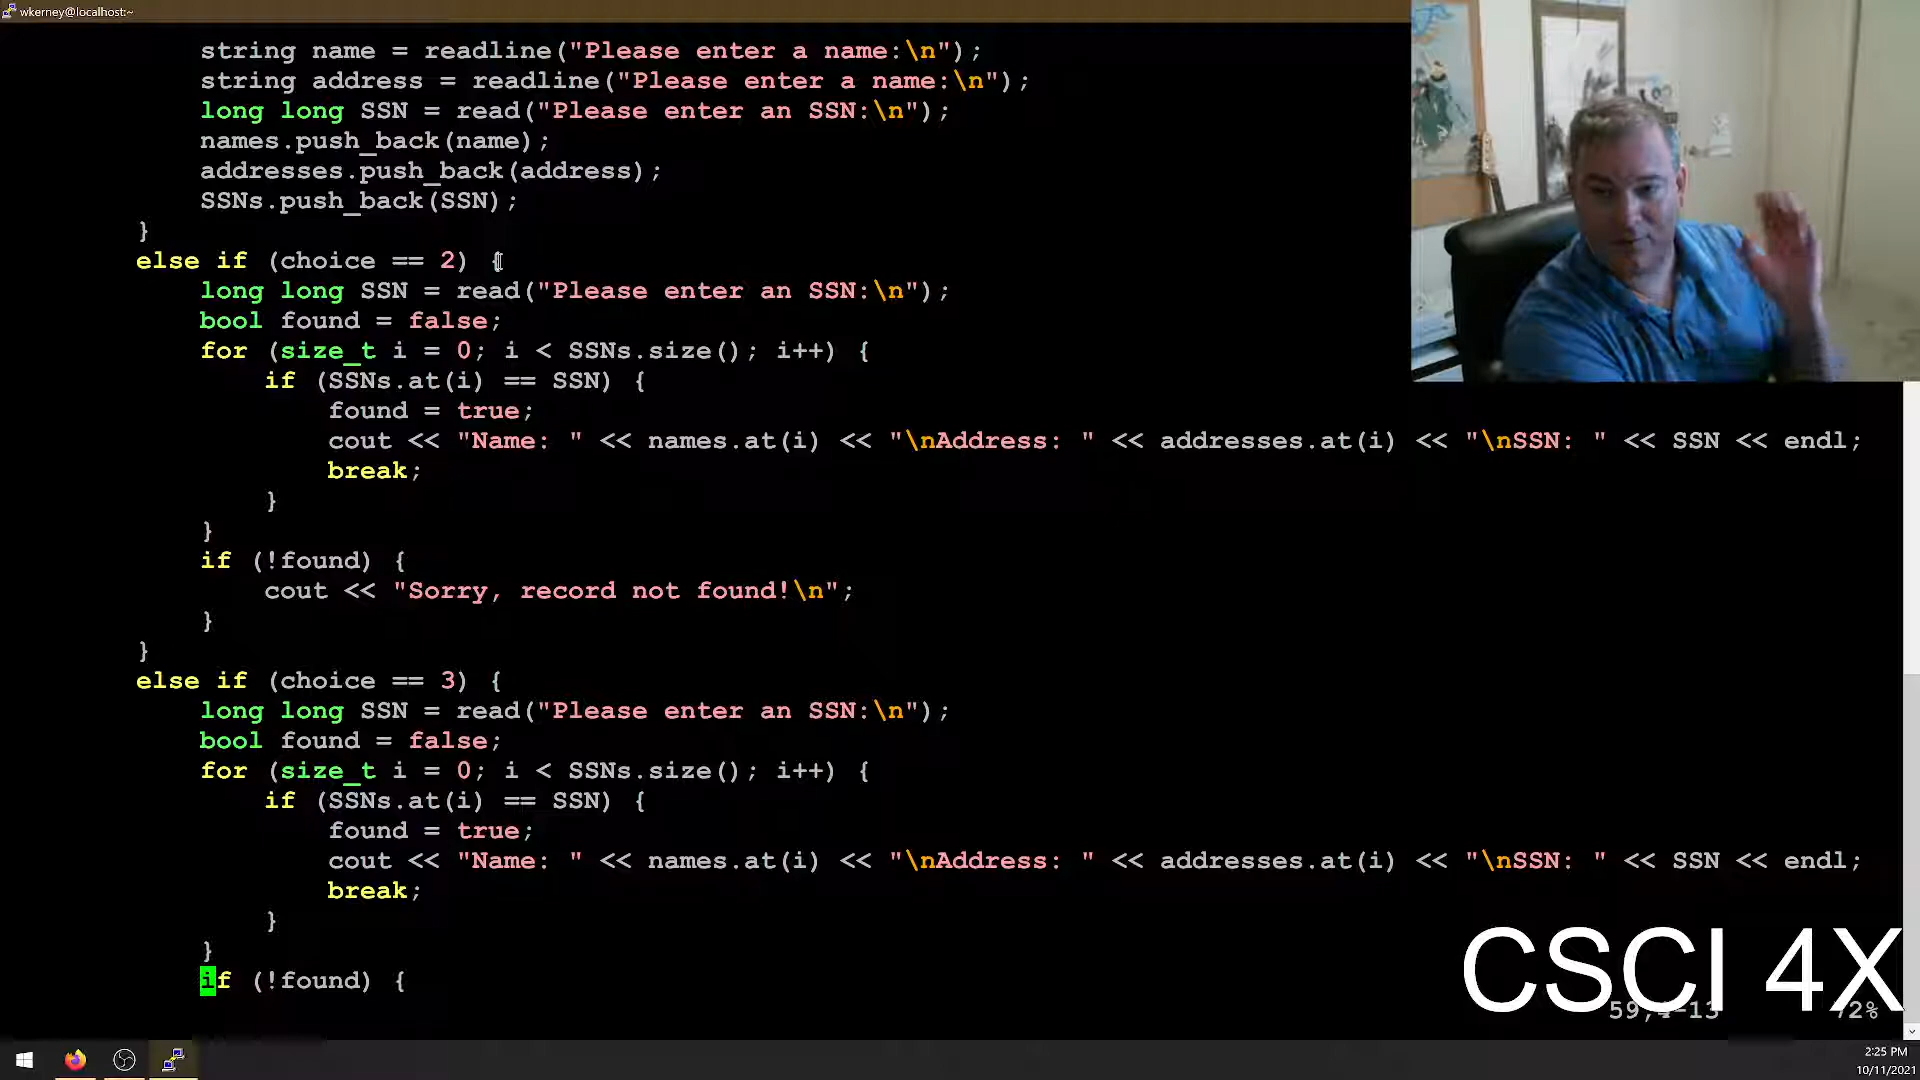 wkerney@localhost:~
string name = readline("Please enter a name:\n");
string address = readline("Please enter a name:\n");
long long SSN = read("Please enter an SSN:\n");
names.push_back(name);
addresses.push_back(address);
SSNs.push_back(SSN);
}
else if (choice == 2) {
long long SSN = read("Please enter an SSN:\n");
bool found = false;
for (size_t i = 0; i < SSNs.size(); i++) {
if (SSNs.at(i) == SSN) {
found = true;
cout << "Name: " << names.at(i) << "\nAddress: " << addresses.at(i) << "\nSSN: " << SSN << endl;
break;
}
}
if (!found) {
cout << "Sorry, record not found!\n";
}
}
else if (choice == 3) {
long long SSN = read("Please enter an SSN:\n");
bool found = false;
for (size_t i = 0; i < SSNs.size(); i++) {
if (SSNs.at(i) == SSN) {
found = true;
cout << "Name: " << names.at(i) << "\nAddress: " << addresses.at(i) << "\nSSN: " << SSN << endl;
break;
}
}
if (!found) {
CSCI 4X
72%
2:25 PM
10/11/2021